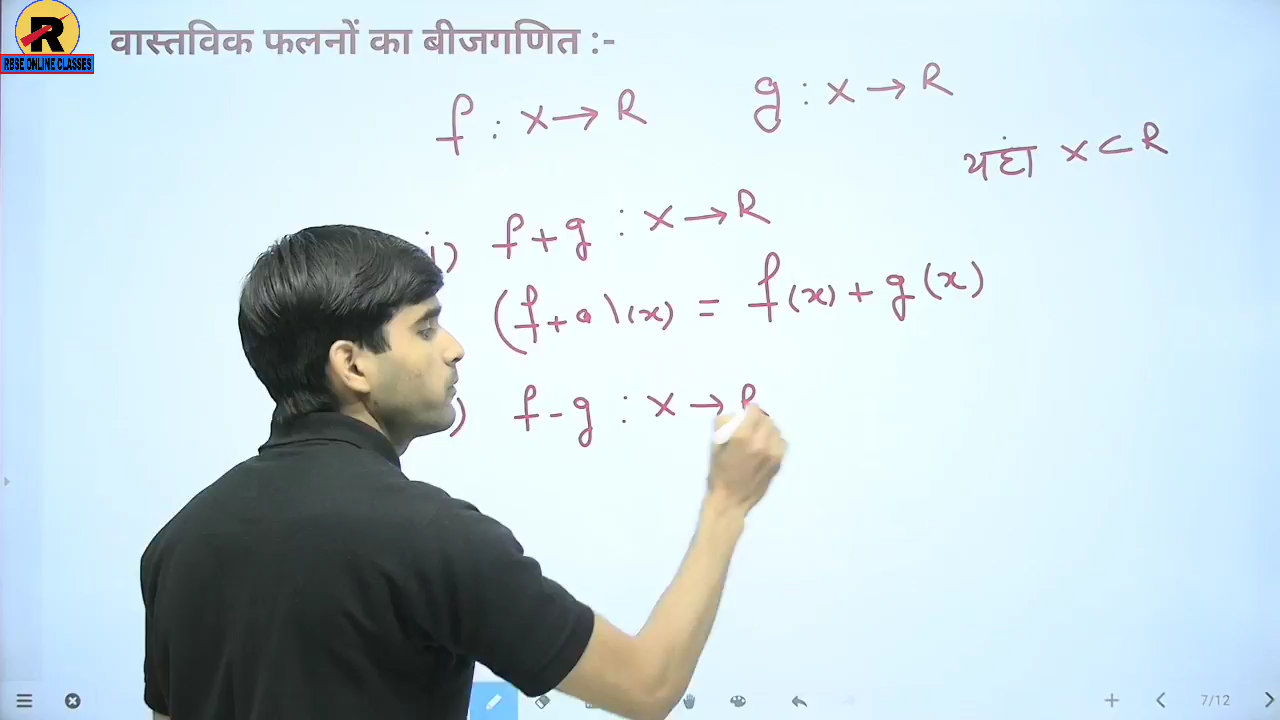 R
RBSE ONLINE CLASSES
वास्तविक फलनों का बीजगणित :-
f : X → R g : X → R
यहां X ⊂ R
i) f+g : X → R
(f+g)(x) = f(x) + g(x)
) f-g : X → R
7/12